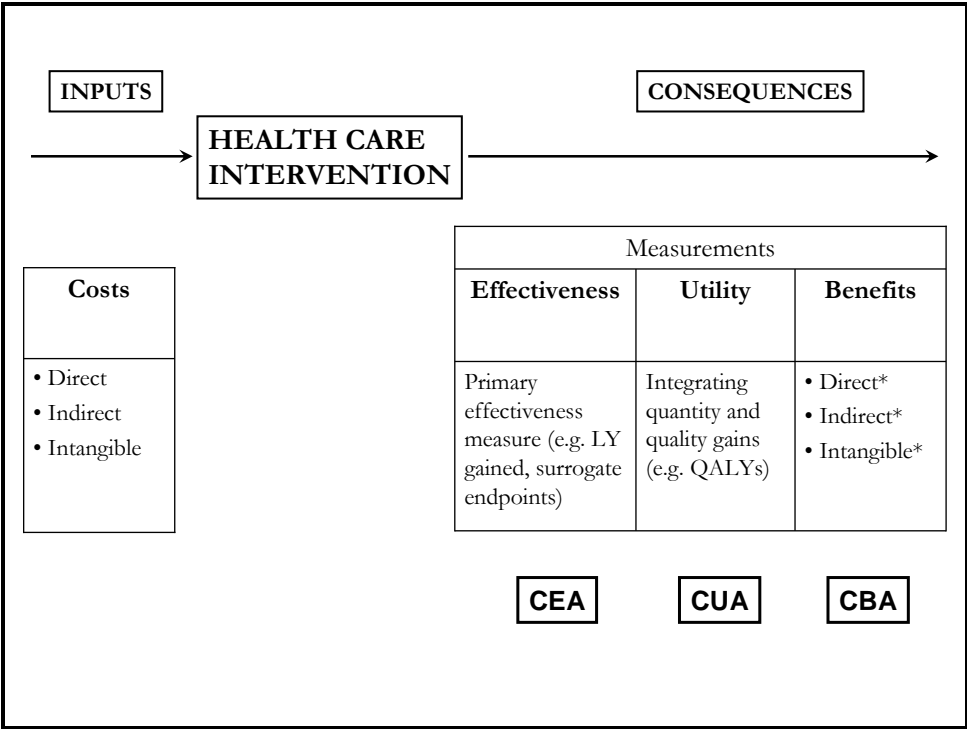 INPUTS
CONSEQUENCES
HEALTH CARE
INTERVENTION
Measurements
Costs
Effectiveness
Utility
Benefits
• Direct
• Indirect
• Intangible
Primary
effectiveness
measure (e.g. LY
gained, surrogate
endpoints)
Integrating
quantity and
quality gains
(e.g. QALYs)
• Direct*
• Indirect*
• Intangible*
CEA
CUA
CBA